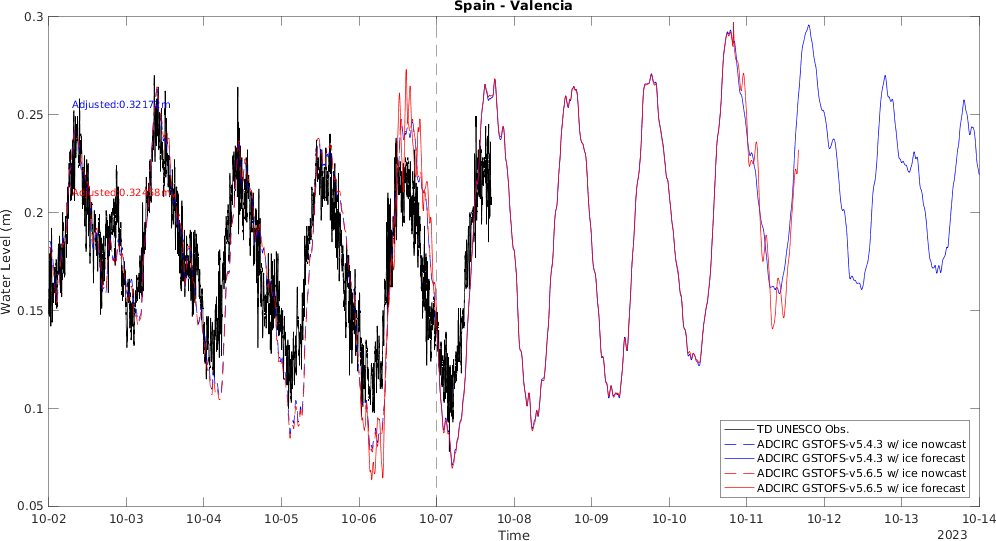 Spain - Valencia
0.3
0.25
0.2
0.15
0.1
0.05
Water Level (m)
Adjusted:0.3217 m
Adjusted:0.32458m
TD UNESCO Obs.
ADCIRC GSTOFS-v5.4.3 w/ ice nowcast
ADCIRC GSTOFS-v5.4.3 w/ ice forecast
ADCIRC GSTOFS-v5.6.5 w/ ice nowcast
ADCIRC GSTOFS-v5.6.5 w/ ice forecast
10-02 10-03 10-04 10-05 10-06 10-07 10-08 10-09 10-10 10-11 10-12 10-13 10-14
Time
2023